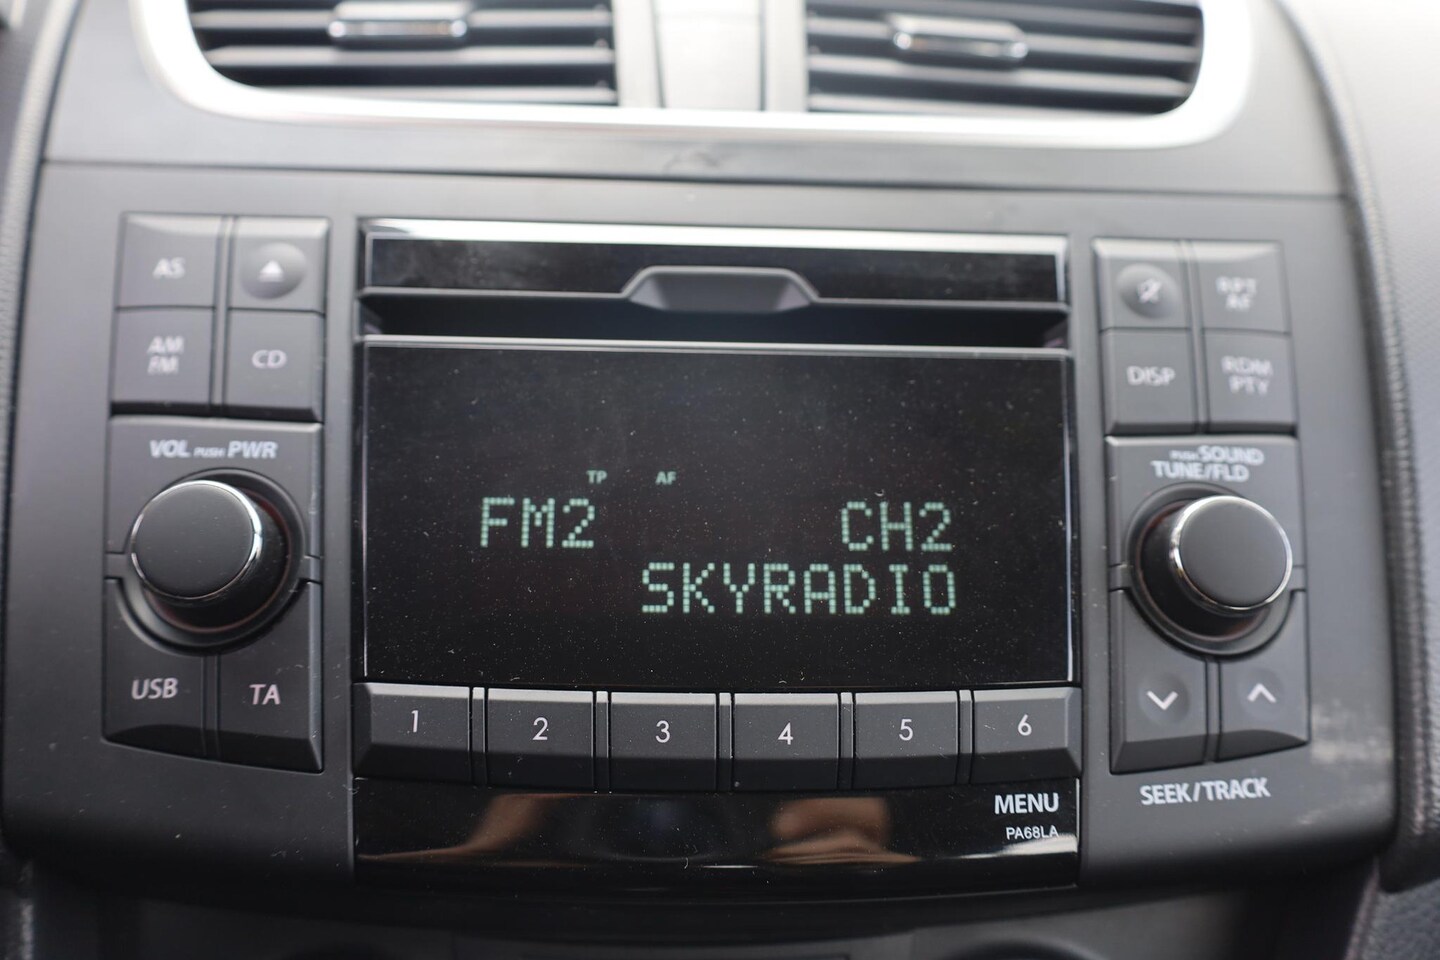 AS
AM
FM
CD
VOL PUSH PWR
USB
TA
TP AF
FM2 CH2
SKYRADIO
1 2 3 4 5 6
MENU
PA68LA
RPT
AF
DISP
RDM
PTY
PUSH SOUND
TUNE/FLD
SEEK/TRACK